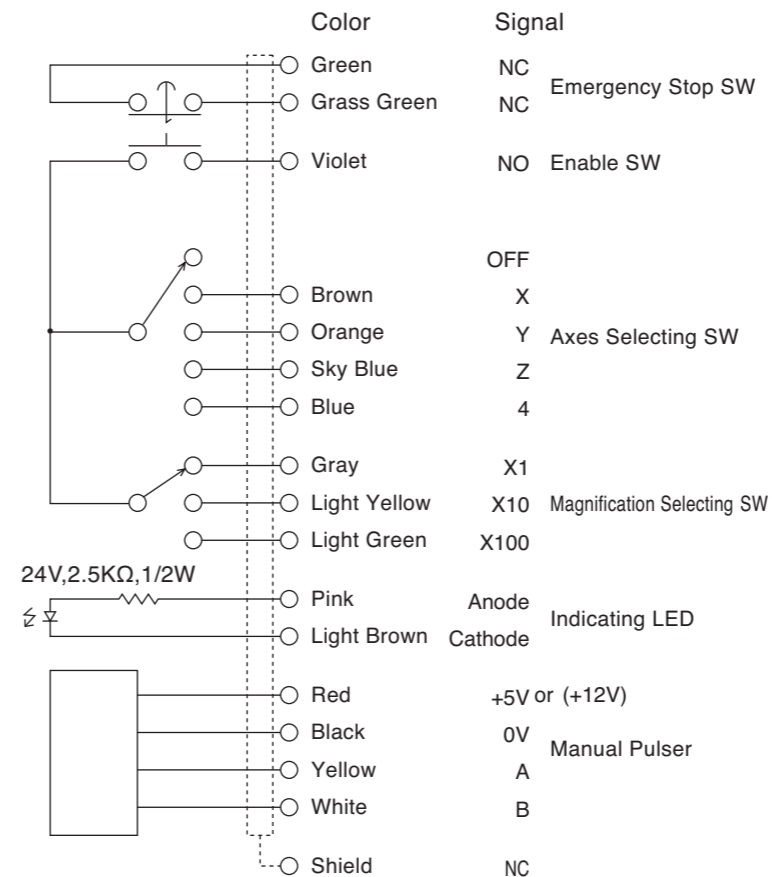 Color Signal
Green NC
Emergency Stop SW
Grass Green NC
Violet NO Enable SW
OFF
Brown X
Orange Y Axes Selecting SW
Sky Blue Z
Blue 4
Gray X1
Light Yellow X10 Magnification Selecting SW
Light Green X100
24V,2.5KΩ,1/2W
Pink Anode
Indicating LED
Light Brown Cathode
Red +5V or (+12V)
Black 0V
Manual Pulser
Yellow A
White B
Shield NC